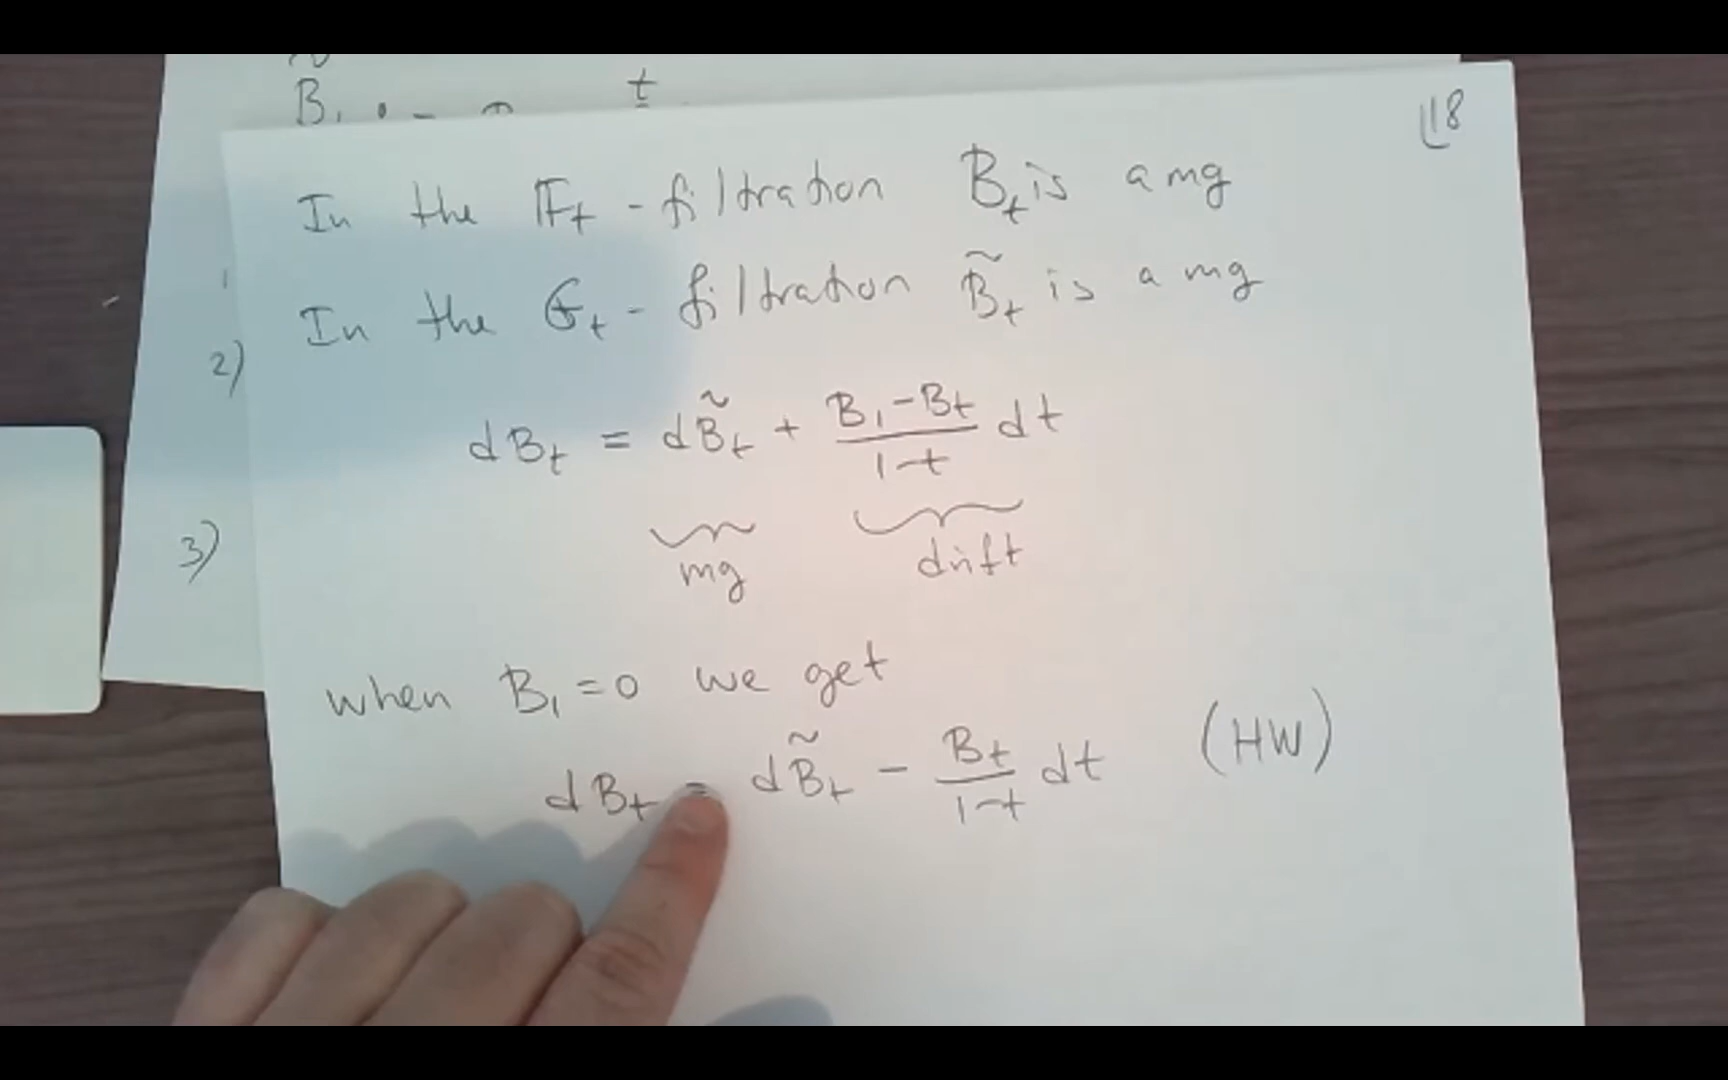 B̃
t
18
In the 𝔽t - filtration Bt is a mg
In the Gt - filtration B̃t is a mg
2)
dBt = dB̃t + (B1 - Bt)/(1-t) dt
3)
mg drift
when B1 = 0 we get
dBt = dB̃t - Bt/(1-t) dt (HW)